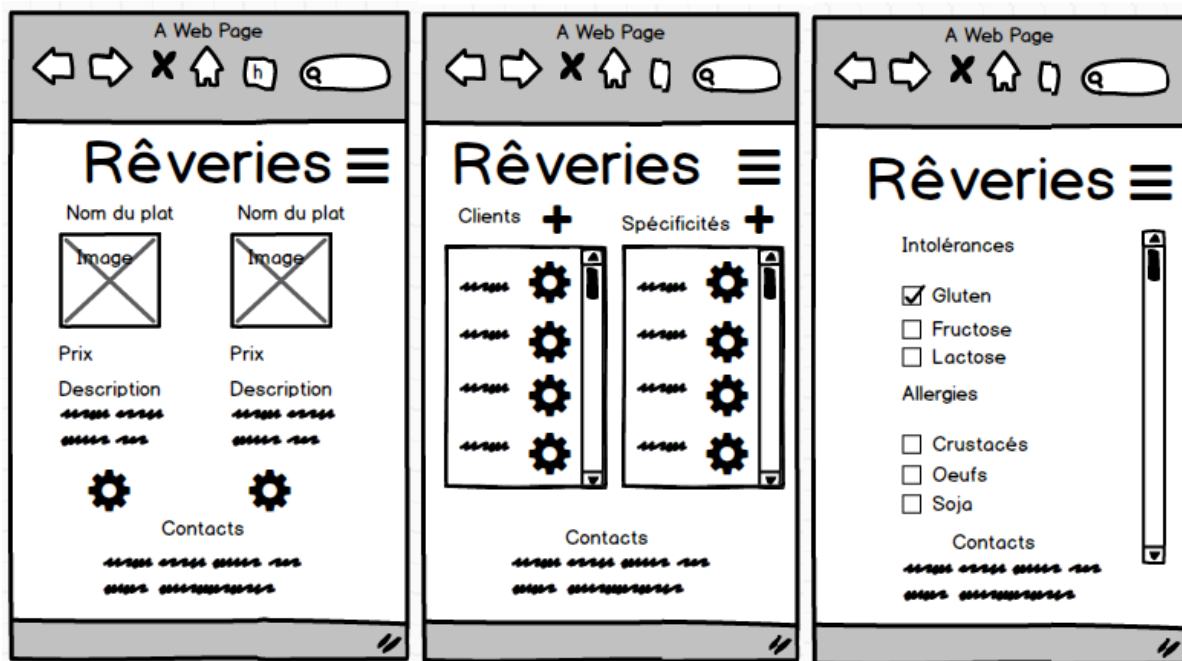 A Web Page
h
Rêveries
Nom du plat
Nom du plat
Image
Image
Prix
Prix
Description
Description
Contacts
A Web Page
Rêveries
Clients
Spécificités
Contacts
A Web Page
Rêveries
Intolérances
Gluten
Fructose
Lactose
Allergies
Crustacés
Oeufs
Soja
Contacts